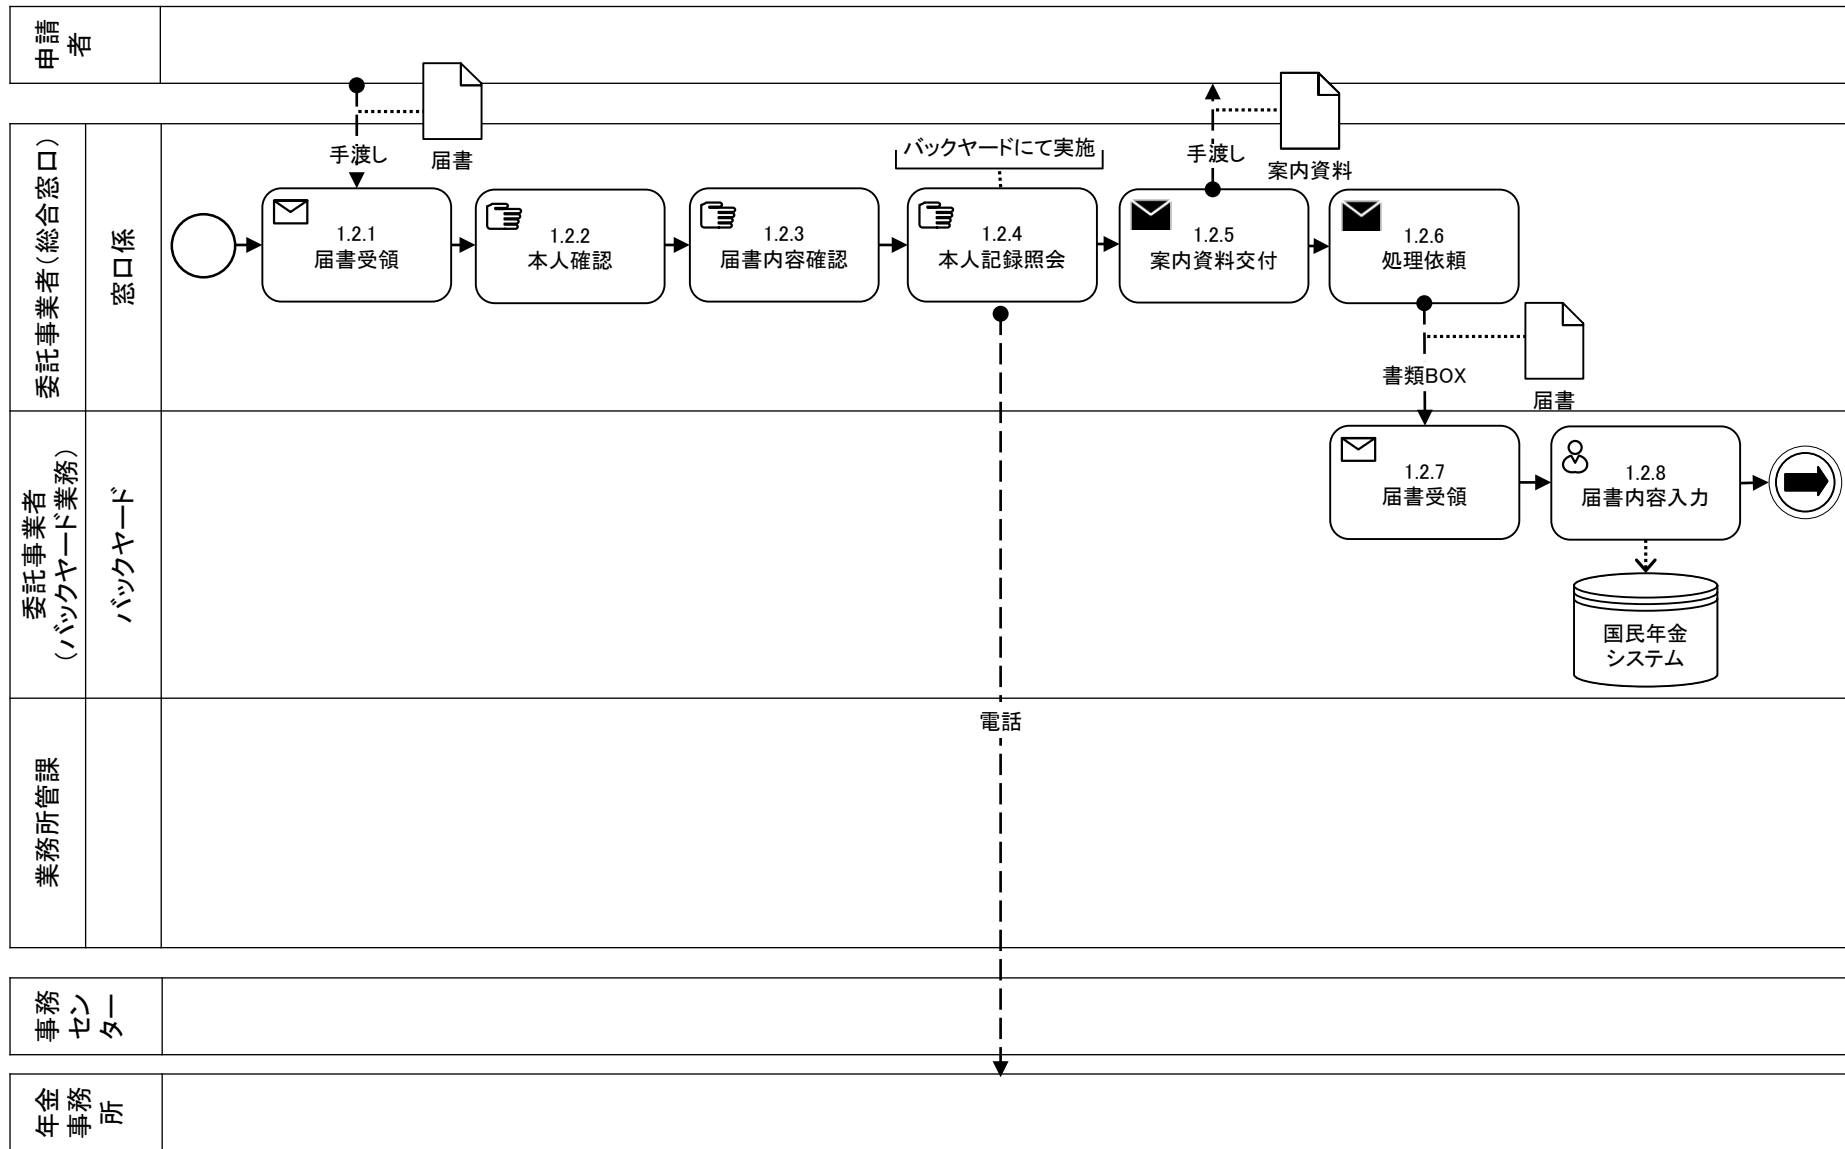 申請
者
手渡し
届書
手渡し
案内資料
委託事業者(総合窓口)
窓口係
バックヤードにて実施
1.2.1
届書受領
1.2.2
本人確認
1.2.3
届書内容確認
1.2.4
本人記録照会
1.2.5
案内資料交付
1.2.6
処理依頼
書類BOX
届書
委託事業者
(バックヤード業務)
バックヤード
1.2.7
届書受領
1.2.8
届書内容入力
国民年金
システム
業務所管課
電話
事務
セン
ター
年金
事務
所